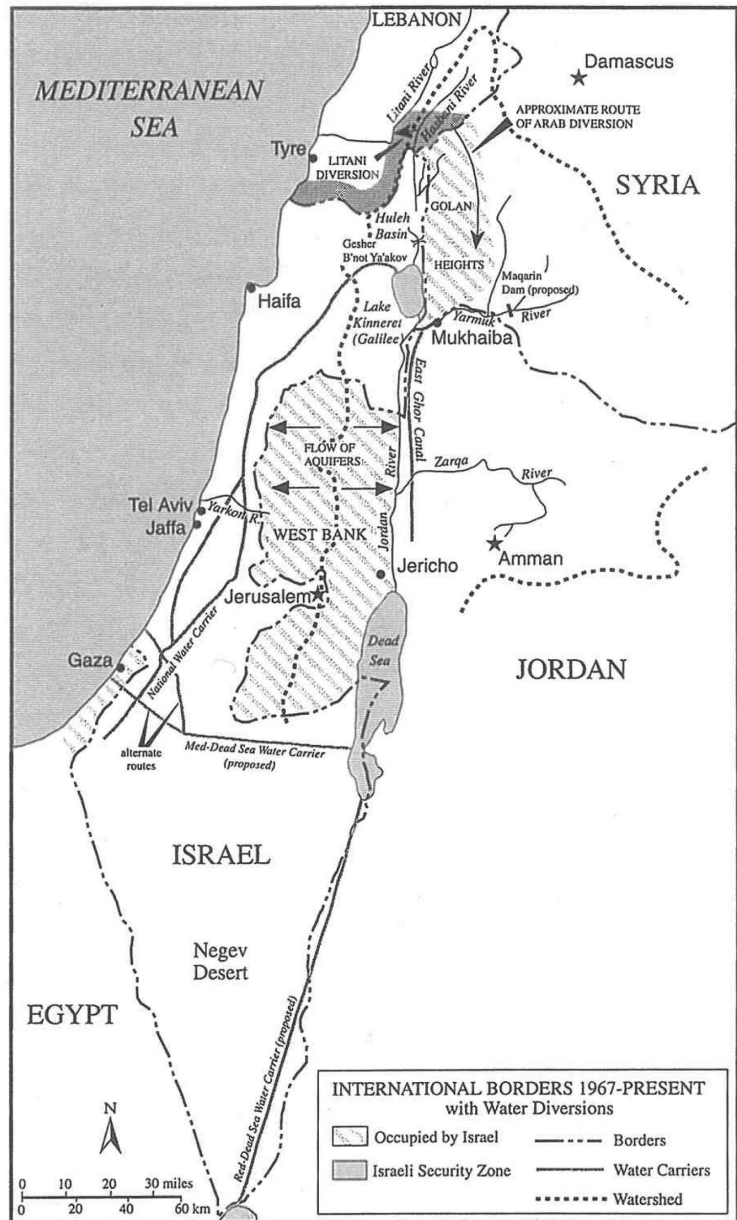 LEBANON
MEDITERRANEAN
SEA
Damascus
Litani River
Hasbani River
APPROXIMATE ROUTE
OF ARAB DIVERSION
Tyre
LITANI
DIVERSION
SYRIA
GOLAN
HEIGHTS
Huleh
Basin
Gesher
B'not Ya'akov
Maqarin
Dam (proposed)
Haifa
Lake
Kinneret
(Galilee)
Yarmuk
River
Mukhaiba
East Ghor Canal
FLOW OF
AQUIFERS
River
Jordan
Zarqa
River
Tel Aviv
Jaffa
Yarkon R.
WEST BANK
Jericho
Amman
Jerusalem
Dead
Sea
JORDAN
Gaza
National Water Carrier
alternate
routes
Med-Dead Sea Water Carrier
(proposed)
ISRAEL
Negev
Desert
EGYPT
Red-Dead Sea Water Carrier (proposed)
N
0 10 20 30 miles
0 20 40 60 km
INTERNATIONAL BORDERS 1967-PRESENT
with Water Diversions
Occupied by Israel
Borders
Israeli Security Zone
Water Carriers
Watershed